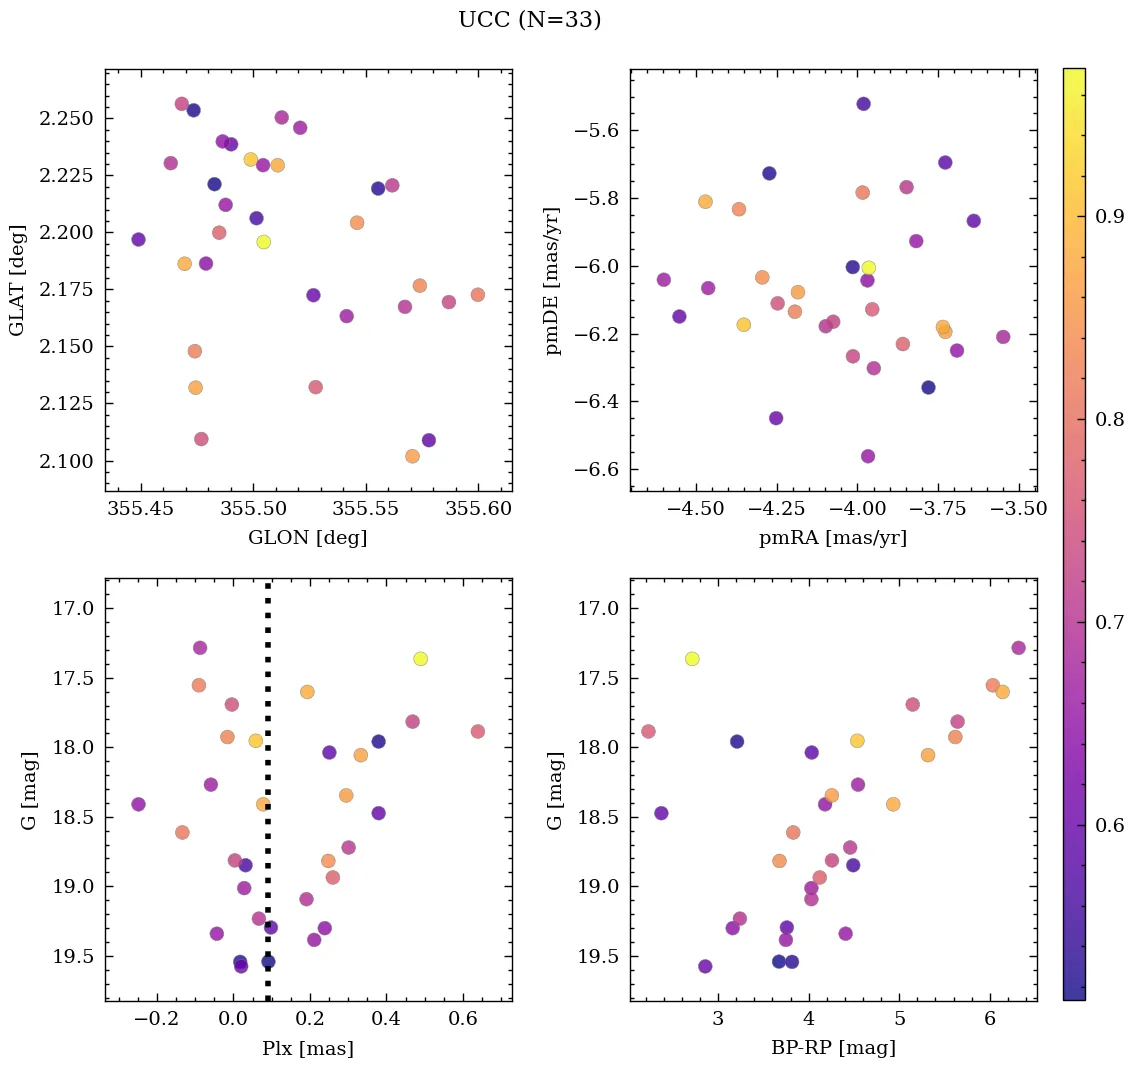 UCC (N=33)
2.250
2.225
2.200
2.175
2.150
2.125
2.100
GLAT [deg]
355.45 355.50 355.55 355.60
GLON [deg]
−5.6
−5.8
−6.0
−6.2
−6.4
−6.6
pmDE [mas/yr]
−4.50 −4.25 −4.00 −3.75 −3.50
pmRA [mas/yr]
17.0
17.5
18.0
18.5
19.0
19.5
G [mag]
−0.2 0.0 0.2 0.4 0.6
Plx [mas]
17.0
17.5
18.0
18.5
19.0
19.5
G [mag]
3 4 5 6
BP-RP [mag]
0.9
0.8
0.7
0.6